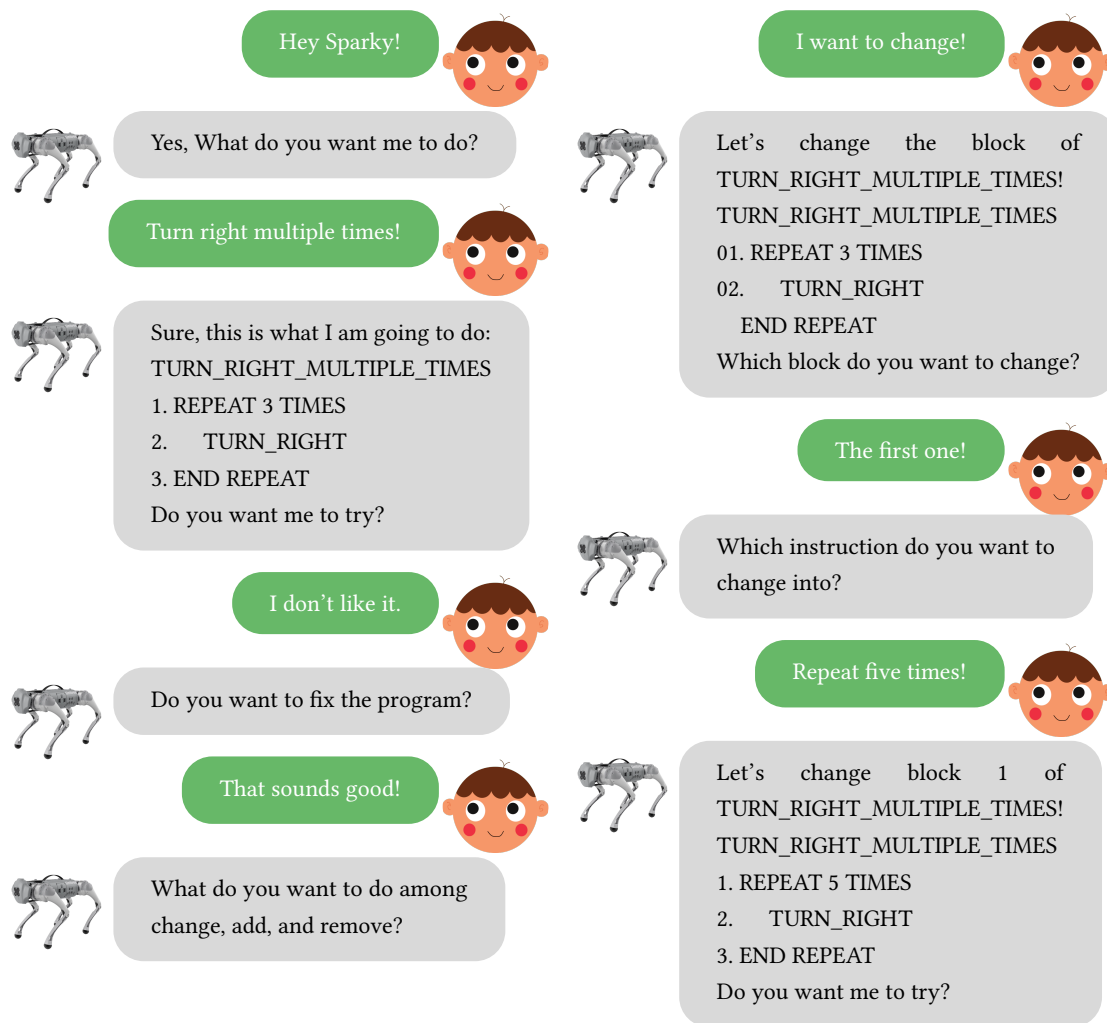 Hey Sparky!
Yes, What do you want me to do?
Turn right multiple times!
Sure, this is what I am going to do:
TURN_RIGHT_MULTIPLE_TIMES
1. REPEAT 3 TIMES
2. TURN_RIGHT
3. END REPEAT
Do you want me to try?
I don't like it.
Do you want to fix the program?
That sounds good!
What do you want to do among
change, add, and remove?
I want to change!
Let's change the block of
TURN_RIGHT_MULTIPLE_TIMES!
TURN_RIGHT_MULTIPLE_TIMES
01. REPEAT 3 TIMES
02. TURN_RIGHT
END REPEAT
Which block do you want to change?
The first one!
Which instruction do you want to
change into?
Repeat five times!
Let's change block 1 of
TURN_RIGHT_MULTIPLE_TIMES!
TURN_RIGHT_MULTIPLE_TIMES
1. REPEAT 5 TIMES
2. TURN_RIGHT
3. END REPEAT
Do you want me to try?